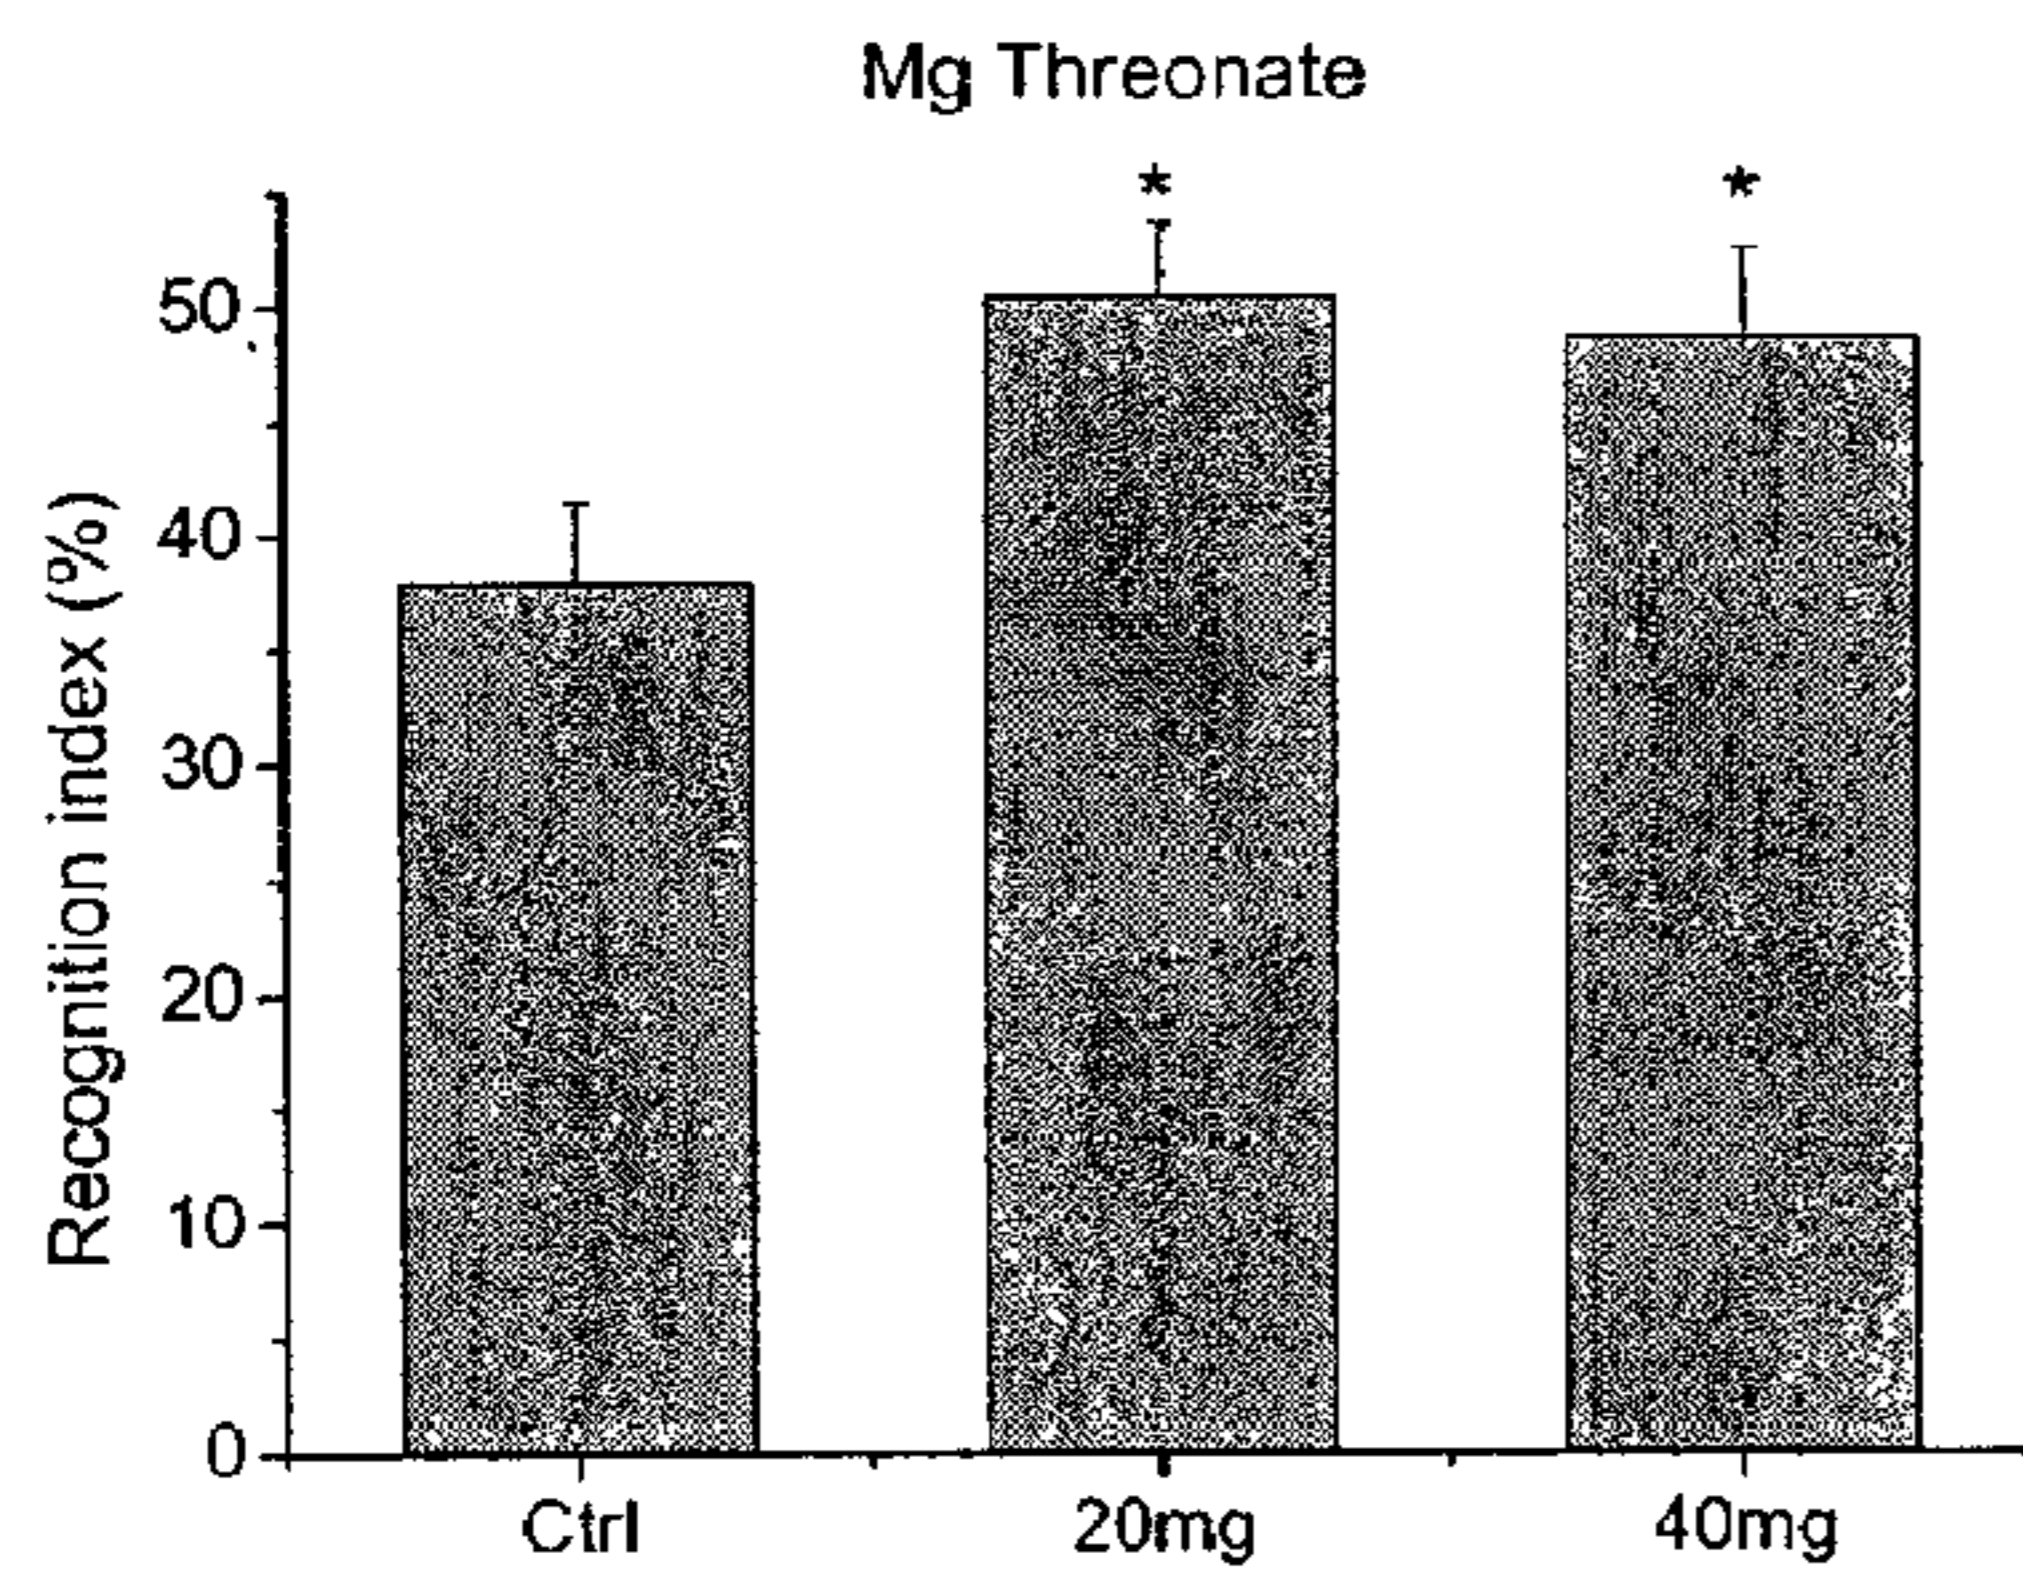 Mg Threonate
* *
Recognition index (%)
50
40
30
20
10
0
Ctrl 20mg 40mg